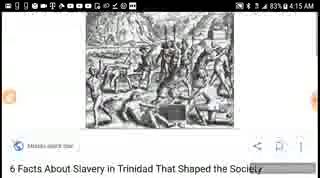 83% 4:15 AM
6 Facts About Slavery in Trinidad That Shaped the Society